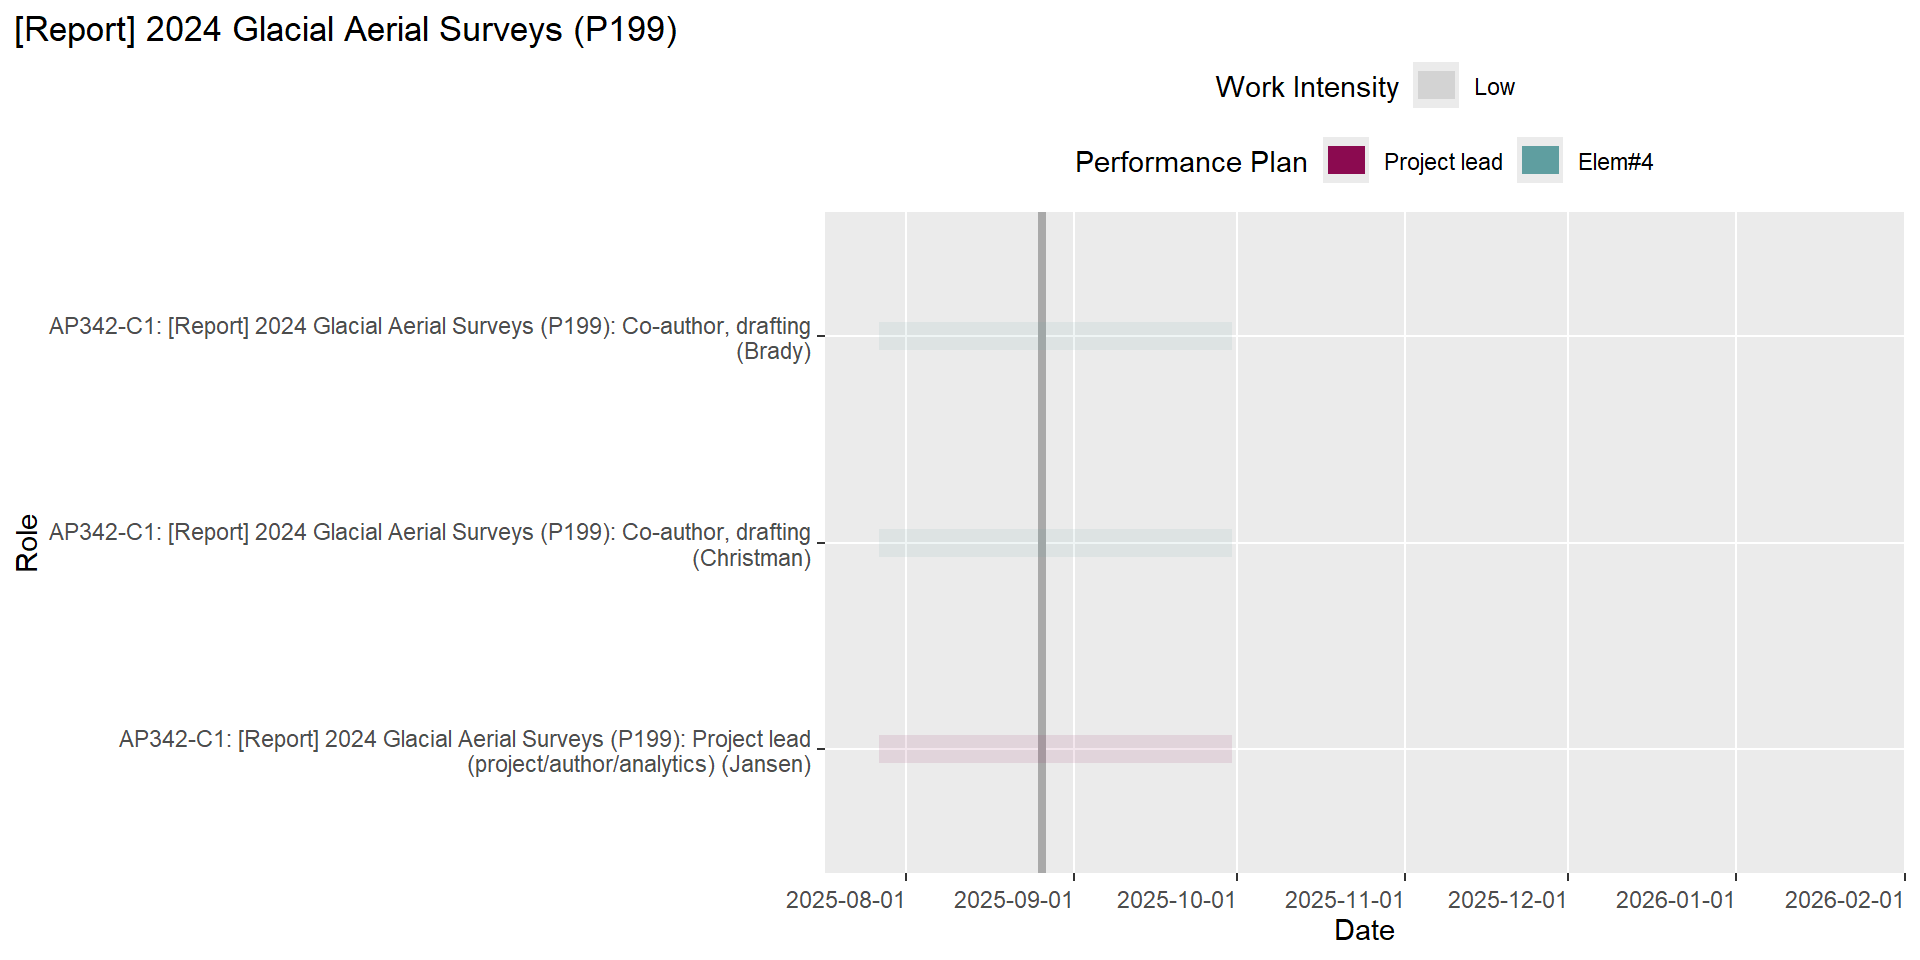 [Report] 2024 Glacial Aerial Surveys (P199)
Work Intensity Low
Performance Plan Project lead Elem#4
AP342-C1: [Report] 2024 Glacial Aerial Surveys (P199): Co-author, drafting
(Brady)
Role
AP342-C1: [Report] 2024 Glacial Aerial Surveys (P199): Co-author, drafting
(Christman)
AP342-C1: [Report] 2024 Glacial Aerial Surveys (P199): Project lead
(project/author/analytics) (Jansen)
2025-08-01 2025-09-01 2025-10-01 2025-11-01 2025-12-01 2026-01-01 2026-02-01
Date